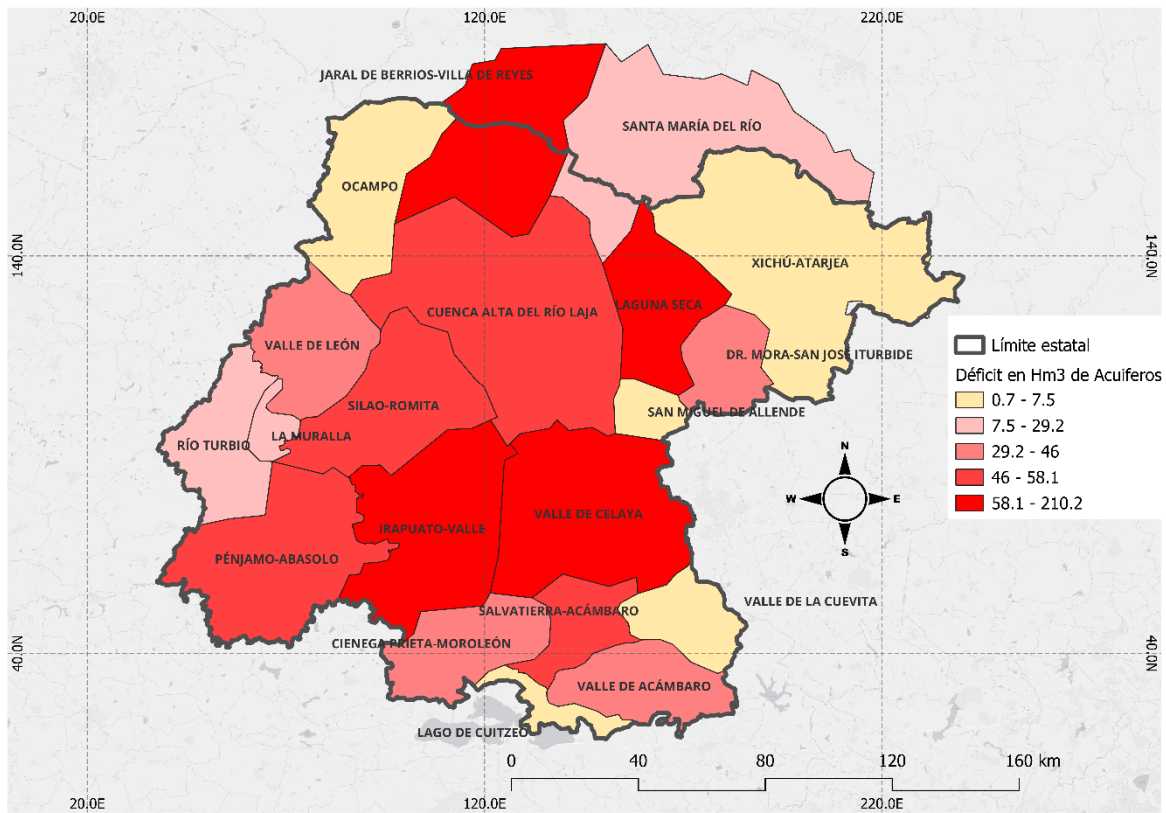 20.0E
120.0E
220.0E
JARAL DE BERRIOS-VILLA DE REYES
SANTA MARÍA DEL RÍO
OCAMPO
140.0N
140.0N
XICHÚ-ATARJEA
LAGUNA SECA
CUENCA ALTA DEL RÍO LAJA
VALLE DE LEÓN
DR. MORA-SAN JOSÉ ITURBIDE
Límite estatal
Déficit en Hm3 de Acuiferos
0.7 - 7.5
7.5 - 29.2
29.2 - 46
46 - 58.1
58.1 - 210.2
SILAO-ROMITA
SAN MIGUEL DE ALLENDE
LA MURALLA
RÍO TURBIO
N
W
E
S
VALLE DE CELAYA
IRAPUATO-VALLE
PÉNJAMO-ABASOLO
VALLE DE LA CUEVITA
SALVATIERRA-ACÁMBARO
CIENEGA PRIETA-MOROLEÓN
40.0N
40.0N
VALLE DE ACÁMBARO
LAGO DE CUITZEO
0 40 80 120 160 km
20.0E
120.0E
220.0E